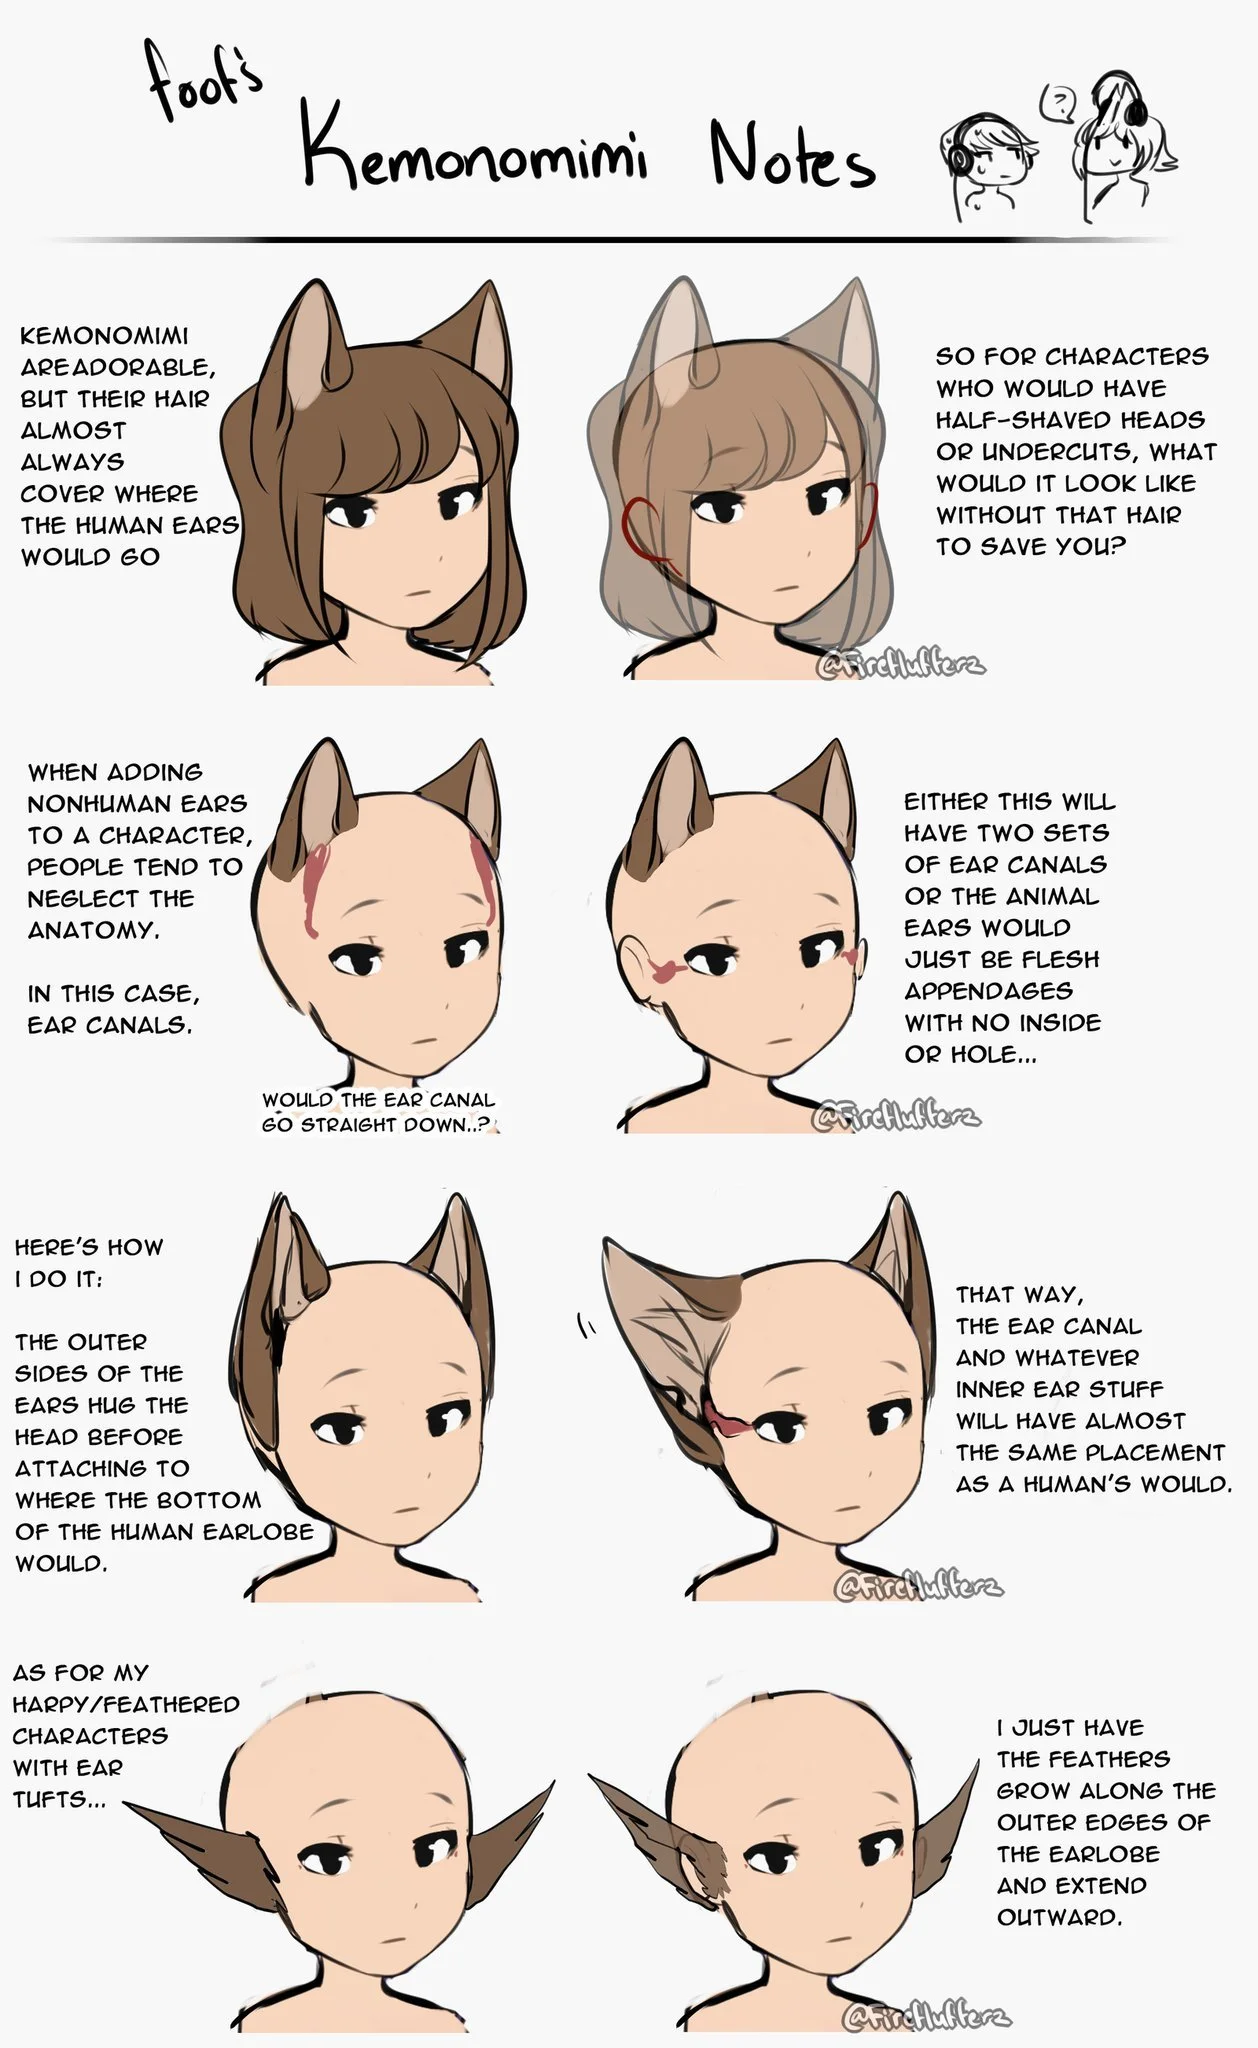 foof's
Kemonomimi Notes
?
KEMONOMIMI
AREADORABLE,
BUT THEIR HAIR
ALMOST
ALWAYS
COVER WHERE
THE HUMAN EARS
WOULD GO
SO FOR CHARACTERS
WHO WOULD HAVE
HALF-SHAVED HEADS
OR UNDERCUTS, WHAT
WOULD IT LOOK LIKE
WITHOUT THAT HAIR
TO SAVE YOU?
@Firefluffer​z
WHEN ADDING
NONHUMAN EARS
TO A CHARACTER,
PEOPLE TEND TO
NEGLECT THE
ANATOMY.
IN THIS CASE,
EAR CANALS.
WOULD THE EAR CANAL
GO STRAIGHT DOWN..?
EITHER THIS WILL
HAVE TWO SETS
OF EAR CANALS
OR THE ANIMAL
EARS WOULD
JUST BE FLESH
APPENDAGES
WITH NO INSIDE
OR HOLE...
@Firefluffer​z
HERE'S HOW
I DO IT:
THE OUTER
SIDES OF THE
EARS HUG THE
HEAD BEFORE
ATTACHING TO
WHERE THE BOTTOM
OF THE HUMAN EARLOBE
WOULD.
THAT WAY,
THE EAR CANAL
AND WHATEVER
INNER EAR STUFF
WILL HAVE ALMOST
THE SAME PLACEMENT
AS A HUMAN'S WOULD.
@Firefluffer​z
AS FOR MY
HARPY/FEATHERED
CHARACTERS
WITH EAR
TUFTS...
I JUST HAVE
THE FEATHERS
GROW ALONG THE
OUTER EDGES OF
THE EARLOBE
AND EXTEND
OUTWARD.
@Firefluffer​z